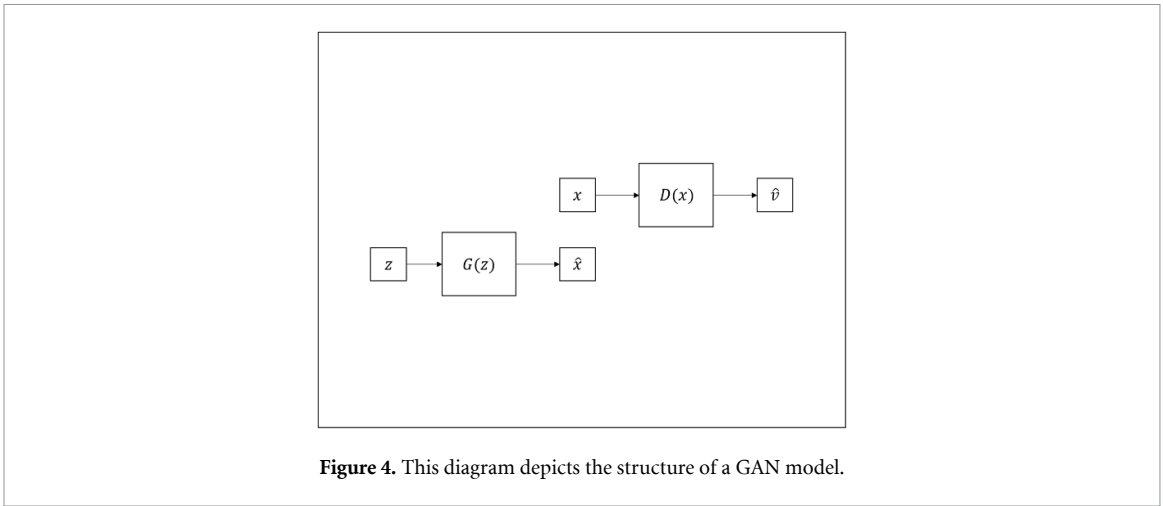 x D(x) v̂
z G(z) x̂
Figure 4. This diagram depicts the structure of a GAN model.